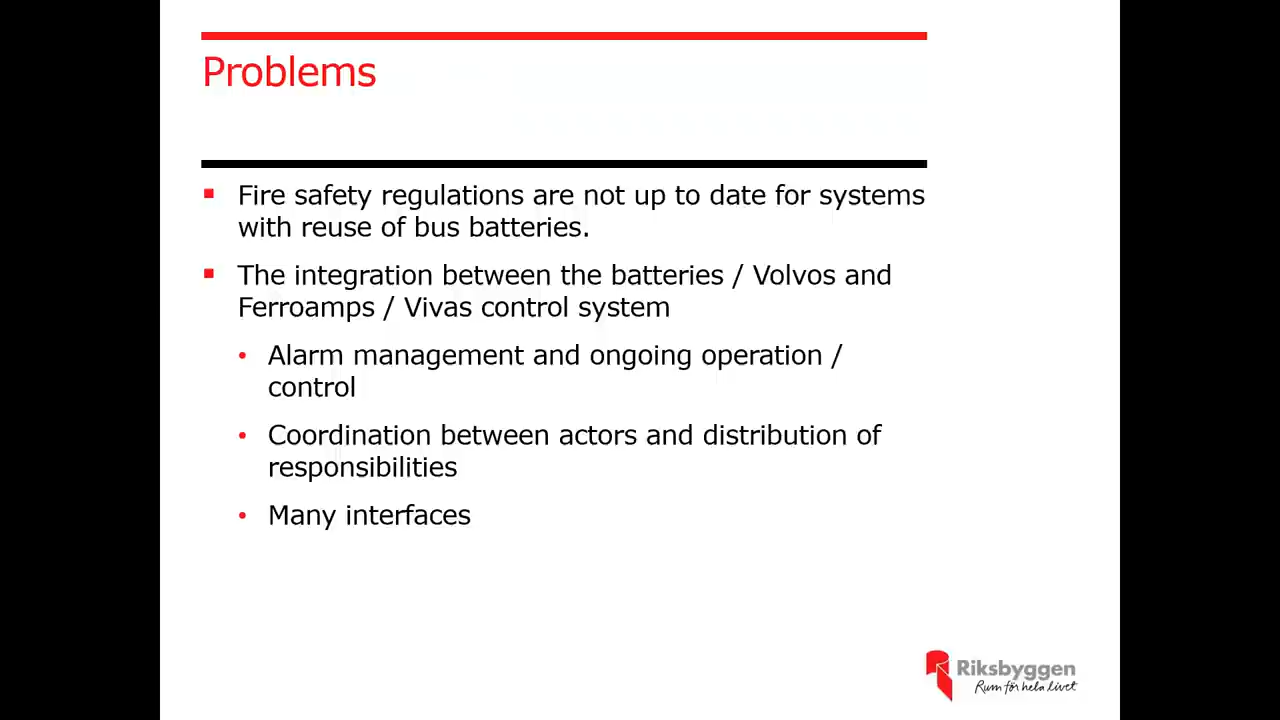 Problems
Fire safety regulations are not up to date for systems
with reuse of bus batteries.
The integration between the batteries / Volvos and
Ferroamps / Vivas control system
Alarm management and ongoing operation /
control
Coordination between actors and distribution of
responsibilities
Many interfaces
Riksbyggen
Rum för hela livet